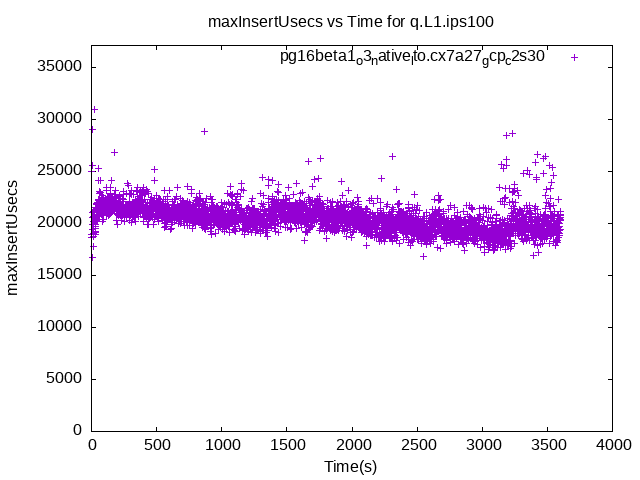 maxInsertUsecs vs Time for q.L1.ips100
pg16beta1_o3_native_lto.cx7a27_gcp_c2s30
35000
30000
25000
20000
15000
10000
5000
0
maxInsertUsecs
0 500 1000 1500 2000 2500 3000 3500 4000
Time(s)